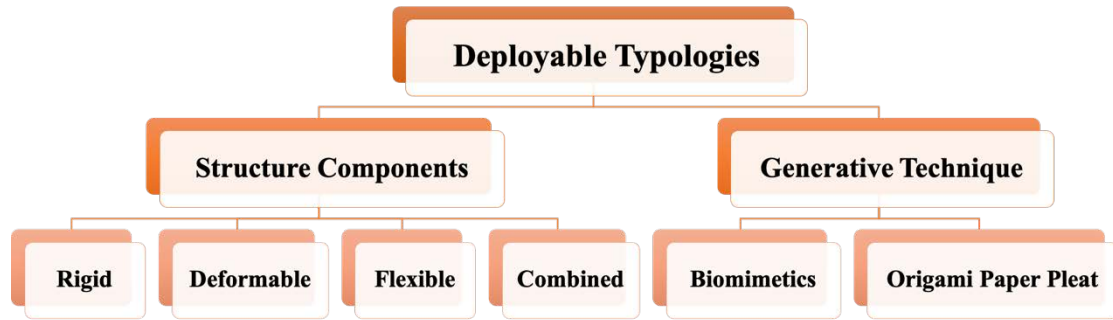 Deployable Typologies
Structure Components
Generative Technique
Rigid
Deformable
Flexible
Combined
Biomimetics
Origami Paper Pleat